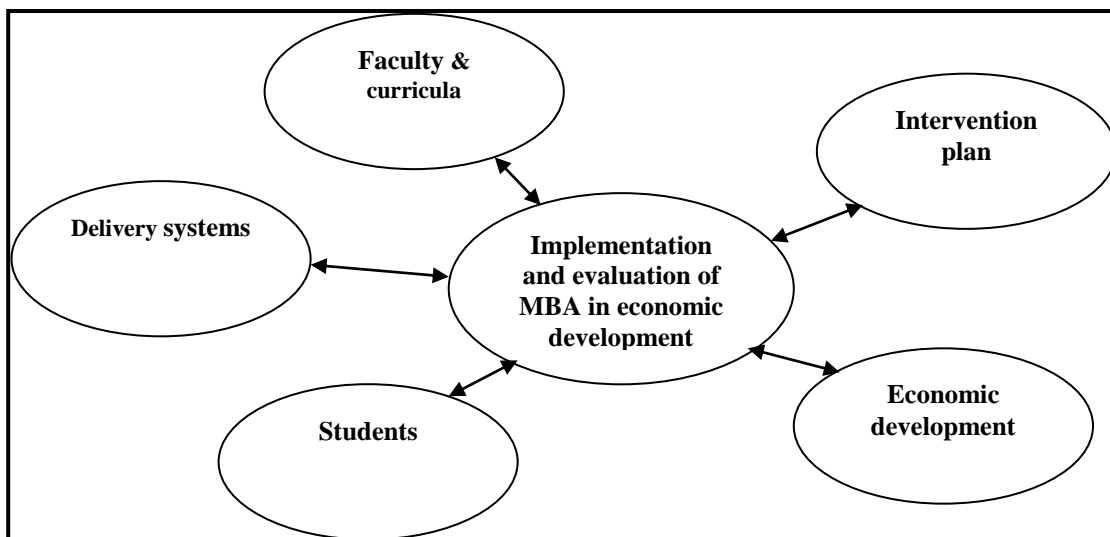 Faculty &
curricula
Intervention
plan
Delivery systems
Implementation
and evaluation of
MBA in economic
development
Students
Economic
development